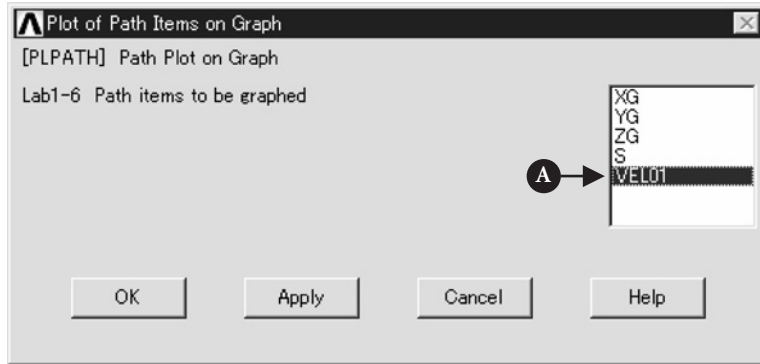 Plot of Path Items on Graph
[PLPATH] Path Plot on Graph
Lab1-6 Path items to be graphed
XG
YG
ZG
S
VEL01
A
OK Apply Cancel Help